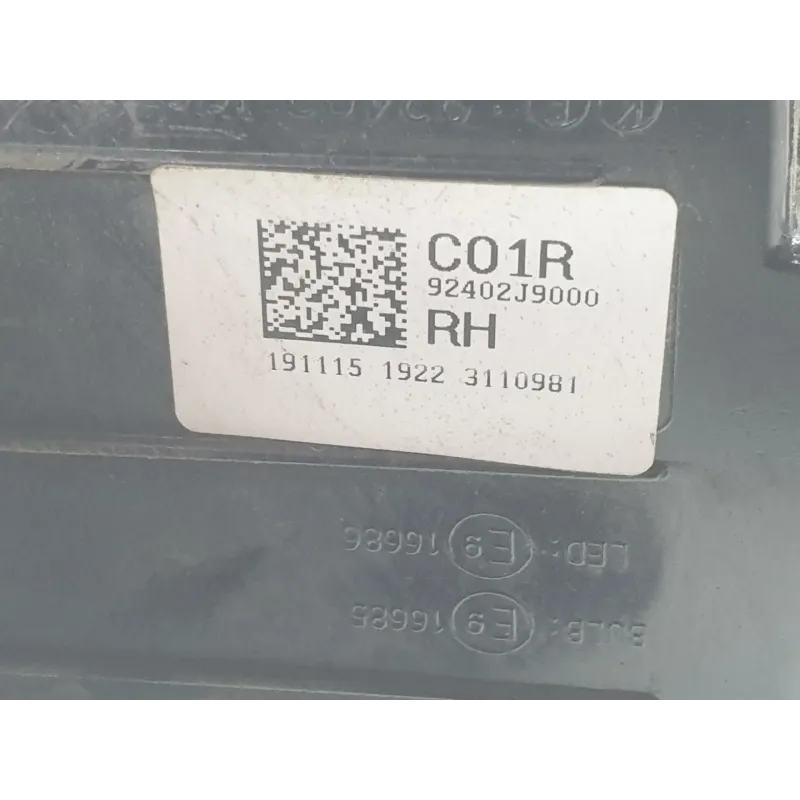 C01R
92402J9000
RH
191115 1922 3110981
LED: E9 16686
BULB: E9 16685